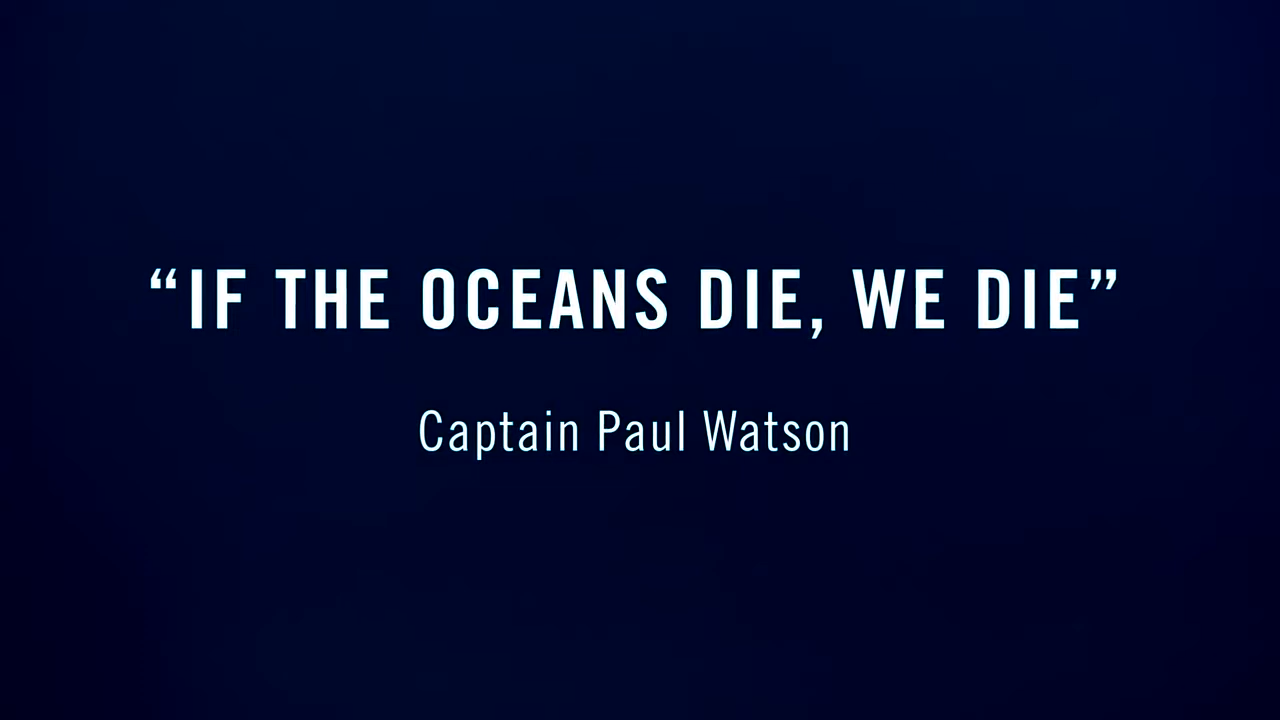 “IF THE OCEANS DIE, WE DIE”
Captain Paul Watson